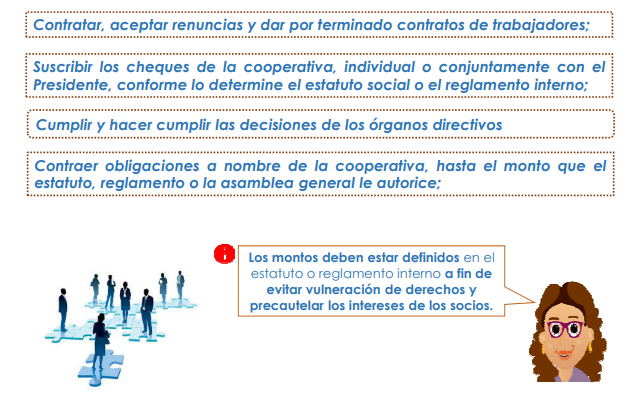 Contratar, aceptar renuncias y dar por terminado contratos de trabajadores;
Suscribir los cheques de la cooperativa, individual o conjuntamente con el
Presidente, conforme lo determine el estatuto social o el reglamento interno;
Cumplir y hacer cumplir las decisiones de los órganos directivos
Contraer obligaciones a nombre de la cooperativa, hasta el monto que el
estatuto, reglamento o la asamblea general le autorice;
Los montos deben estar definidos en el
estatuto o reglamento interno a fin de
evitar vulneración de derechos y
precautelar los intereses de los socios.